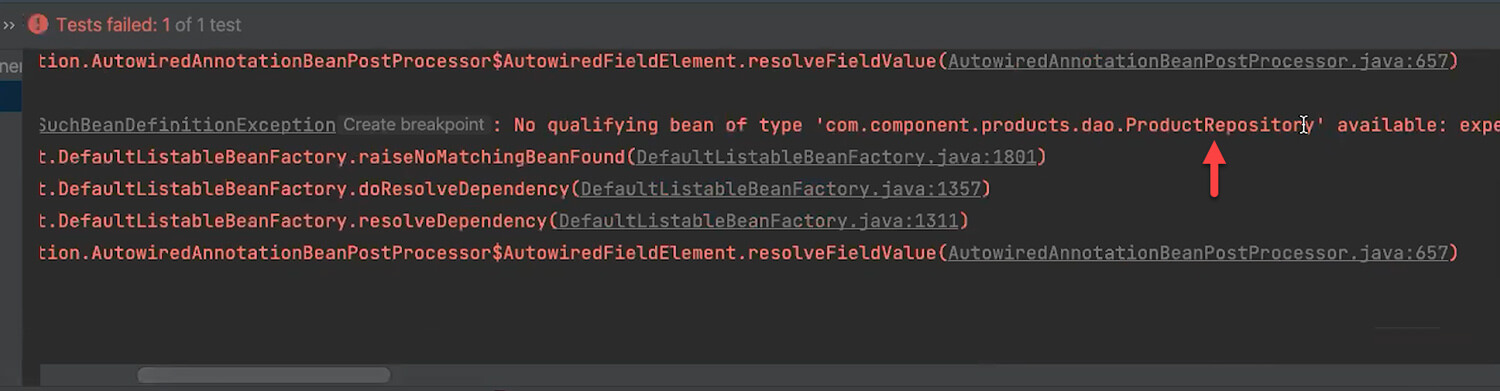 Tests failed: 1 of 1 test
tion.AutowiredAnnotationBeanPostProcessor$AutowiredFieldElement.resolveFieldValue(AutowiredAnnotationBeanPostProcessor.java:657)
SuchBeanDefinitionException Create breakpoint : No qualifying bean of type 'com.component.products.dao.ProductRepository' available: expe
t.DefaultListableBeanFactory.raiseNoMatchingBeanFound(DefaultListableBeanFactory.java:1801)
t.DefaultListableBeanFactory.doResolveDependency(DefaultListableBeanFactory.java:1357)
t.DefaultListableBeanFactory.resolveDependency(DefaultListableBeanFactory.java:1311)
tion.AutowiredAnnotationBeanPostProcessor$AutowiredFieldElement.resolveFieldValue(AutowiredAnnotationBeanPostProcessor.java:657)